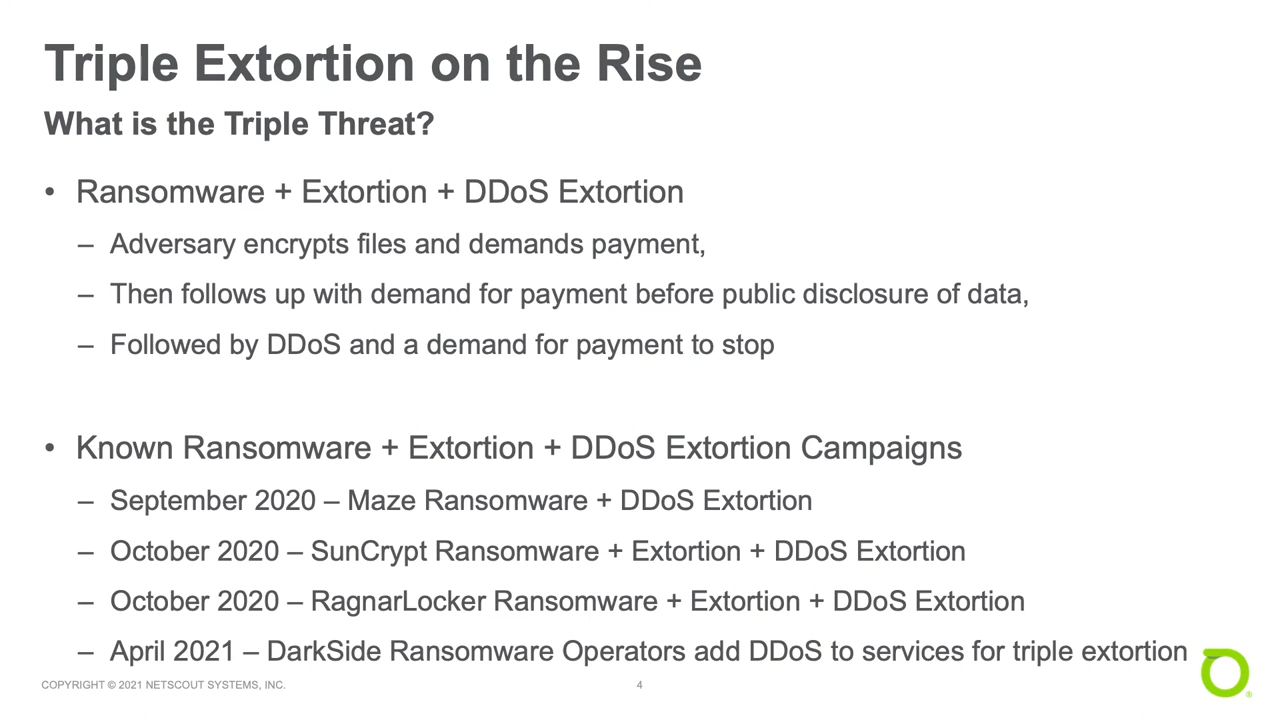 Triple Extortion on the Rise
What is the Triple Threat?
• Ransomware + Extortion + DDoS Extortion
– Adversary encrypts files and demands payment,
– Then follows up with demand for payment before public disclosure of data,
– Followed by DDoS and a demand for payment to stop
• Known Ransomware + Extortion + DDoS Extortion Campaigns
– September 2020 – Maze Ransomware + DDoS Extortion
– October 2020 – SunCrypt Ransomware + Extortion + DDoS Extortion
– October 2020 – RagnarLocker Ransomware + Extortion + DDoS Extortion
– April 2021 – DarkSide Ransomware Operators add DDoS to services for triple extortion
COPYRIGHT © 2021 NETSCOUT SYSTEMS, INC.
4
®